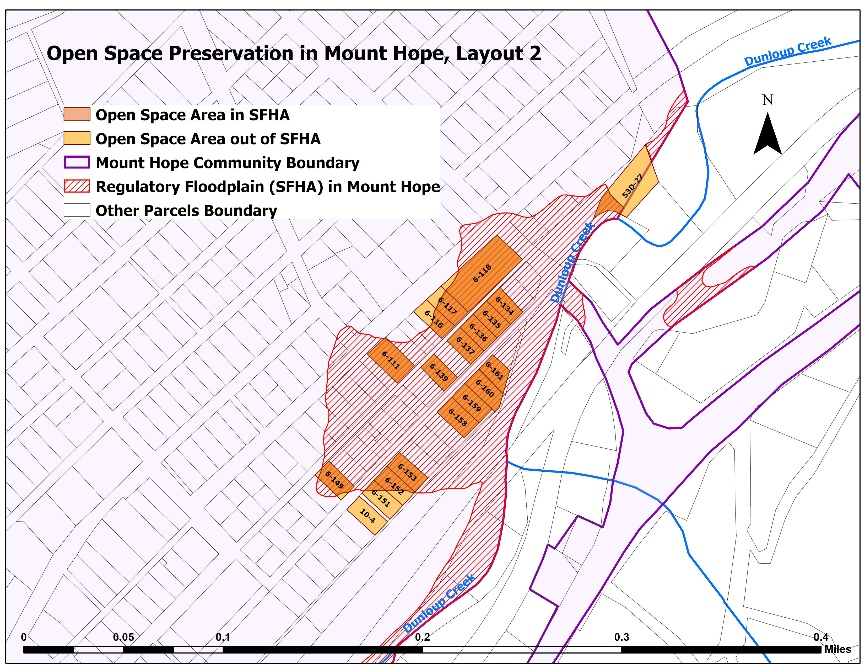 Open Space Preservation in Mount Hope, Layout 2
Dunloup Creek
Open Space Area in SFHA
Open Space Area out of SFHA
Mount Hope Community Boundary
Regulatory Floodplain (SFHA) in Mount Hope
Other Parcels Boundary
N
53D-27
Dunloup Creek
6-118
6-117
6-116
6-134
6-135
6-136
6-137
6-111
6-139
6-161
6-160
6-159
6-158
6-153
6-152
6-151
6-149
10-4
Dunloup Creek
0 0.05 0.1 0.2 0.3 0.4
Miles